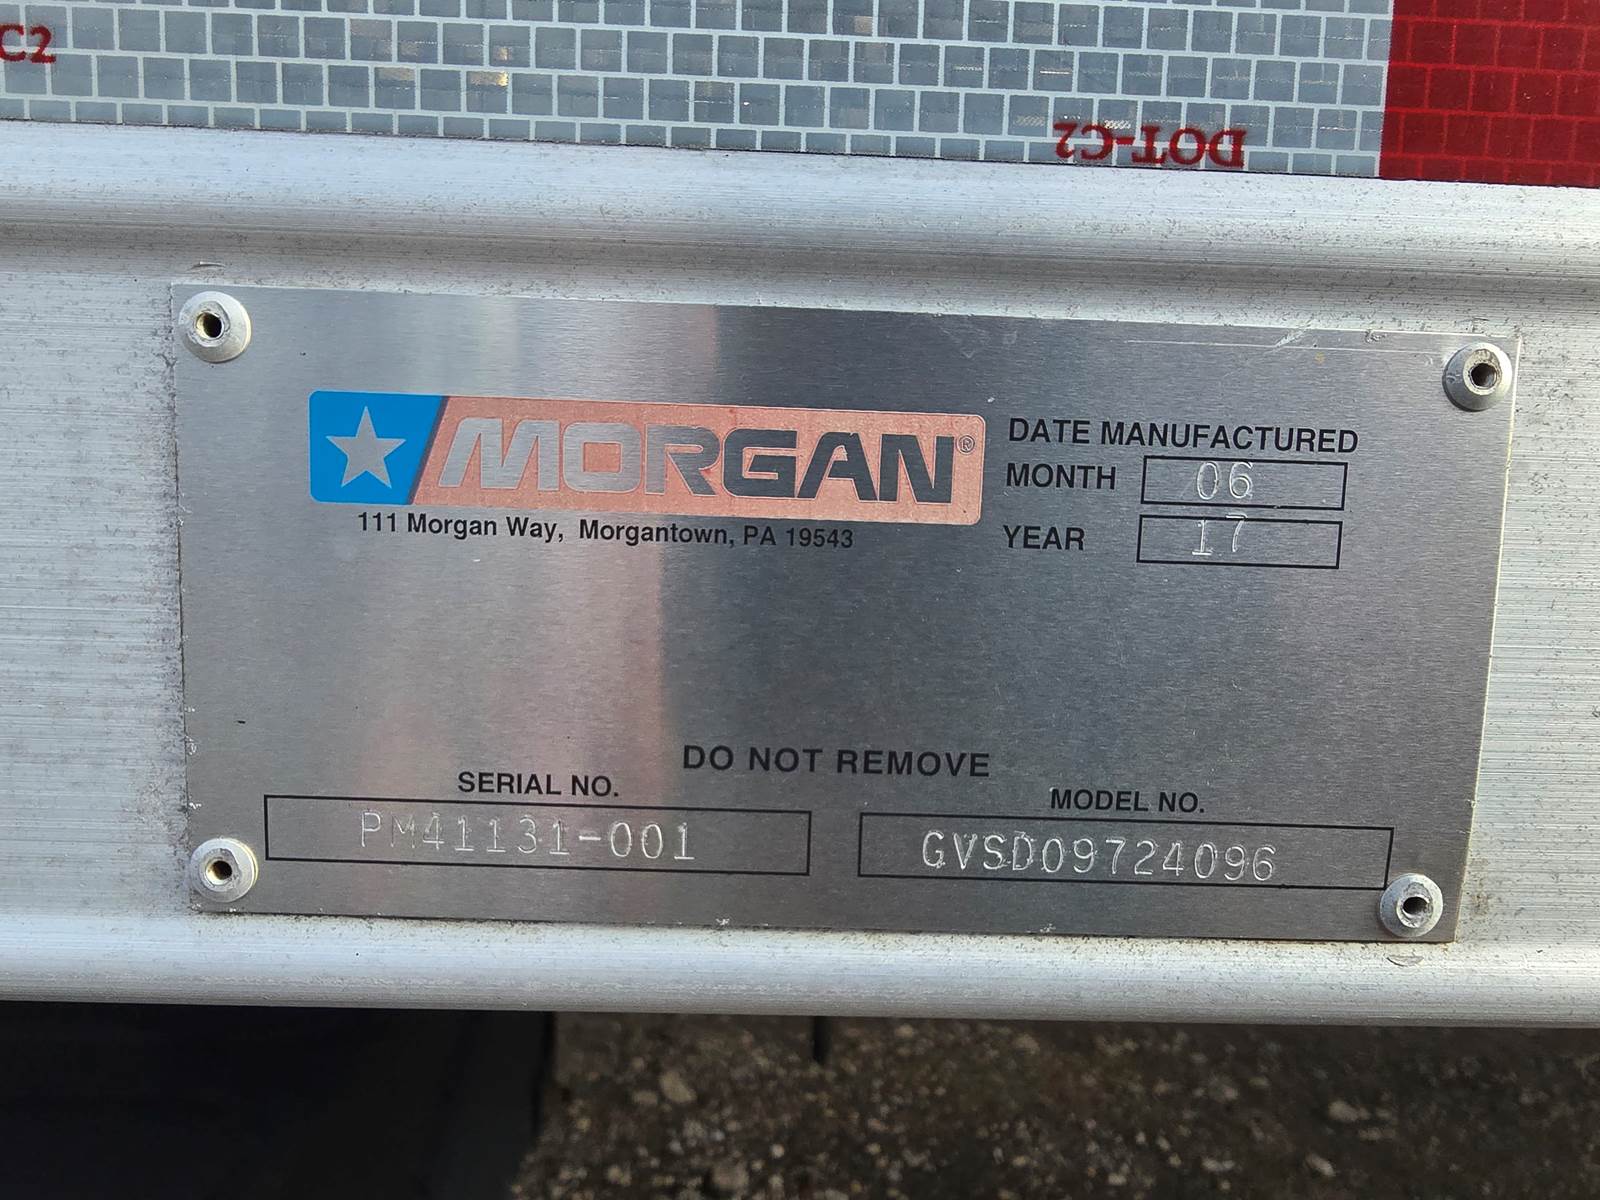 C2
DOT-C2
MORGAN®
111 Morgan Way, Morgantown, PA 19543
DATE MANUFACTURED
MONTH 06
YEAR 17
DO NOT REMOVE
SERIAL NO.
PM41131-001
MODEL NO.
GVSD09724096